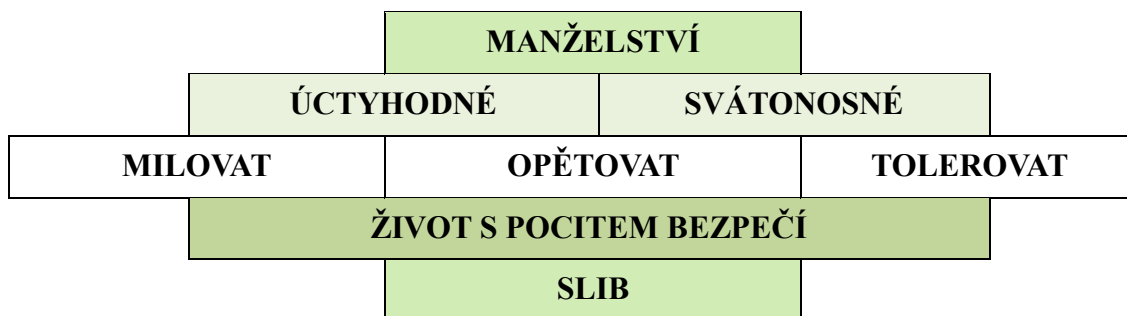 MANŽELSTVÍ
ÚCTYHODNÉ SVÁTONOSNÉ
MILOVAT OPĚTOVAT TOLEROVAT
ŽIVOT S POCITEM BEZPEČÍ
SLIB